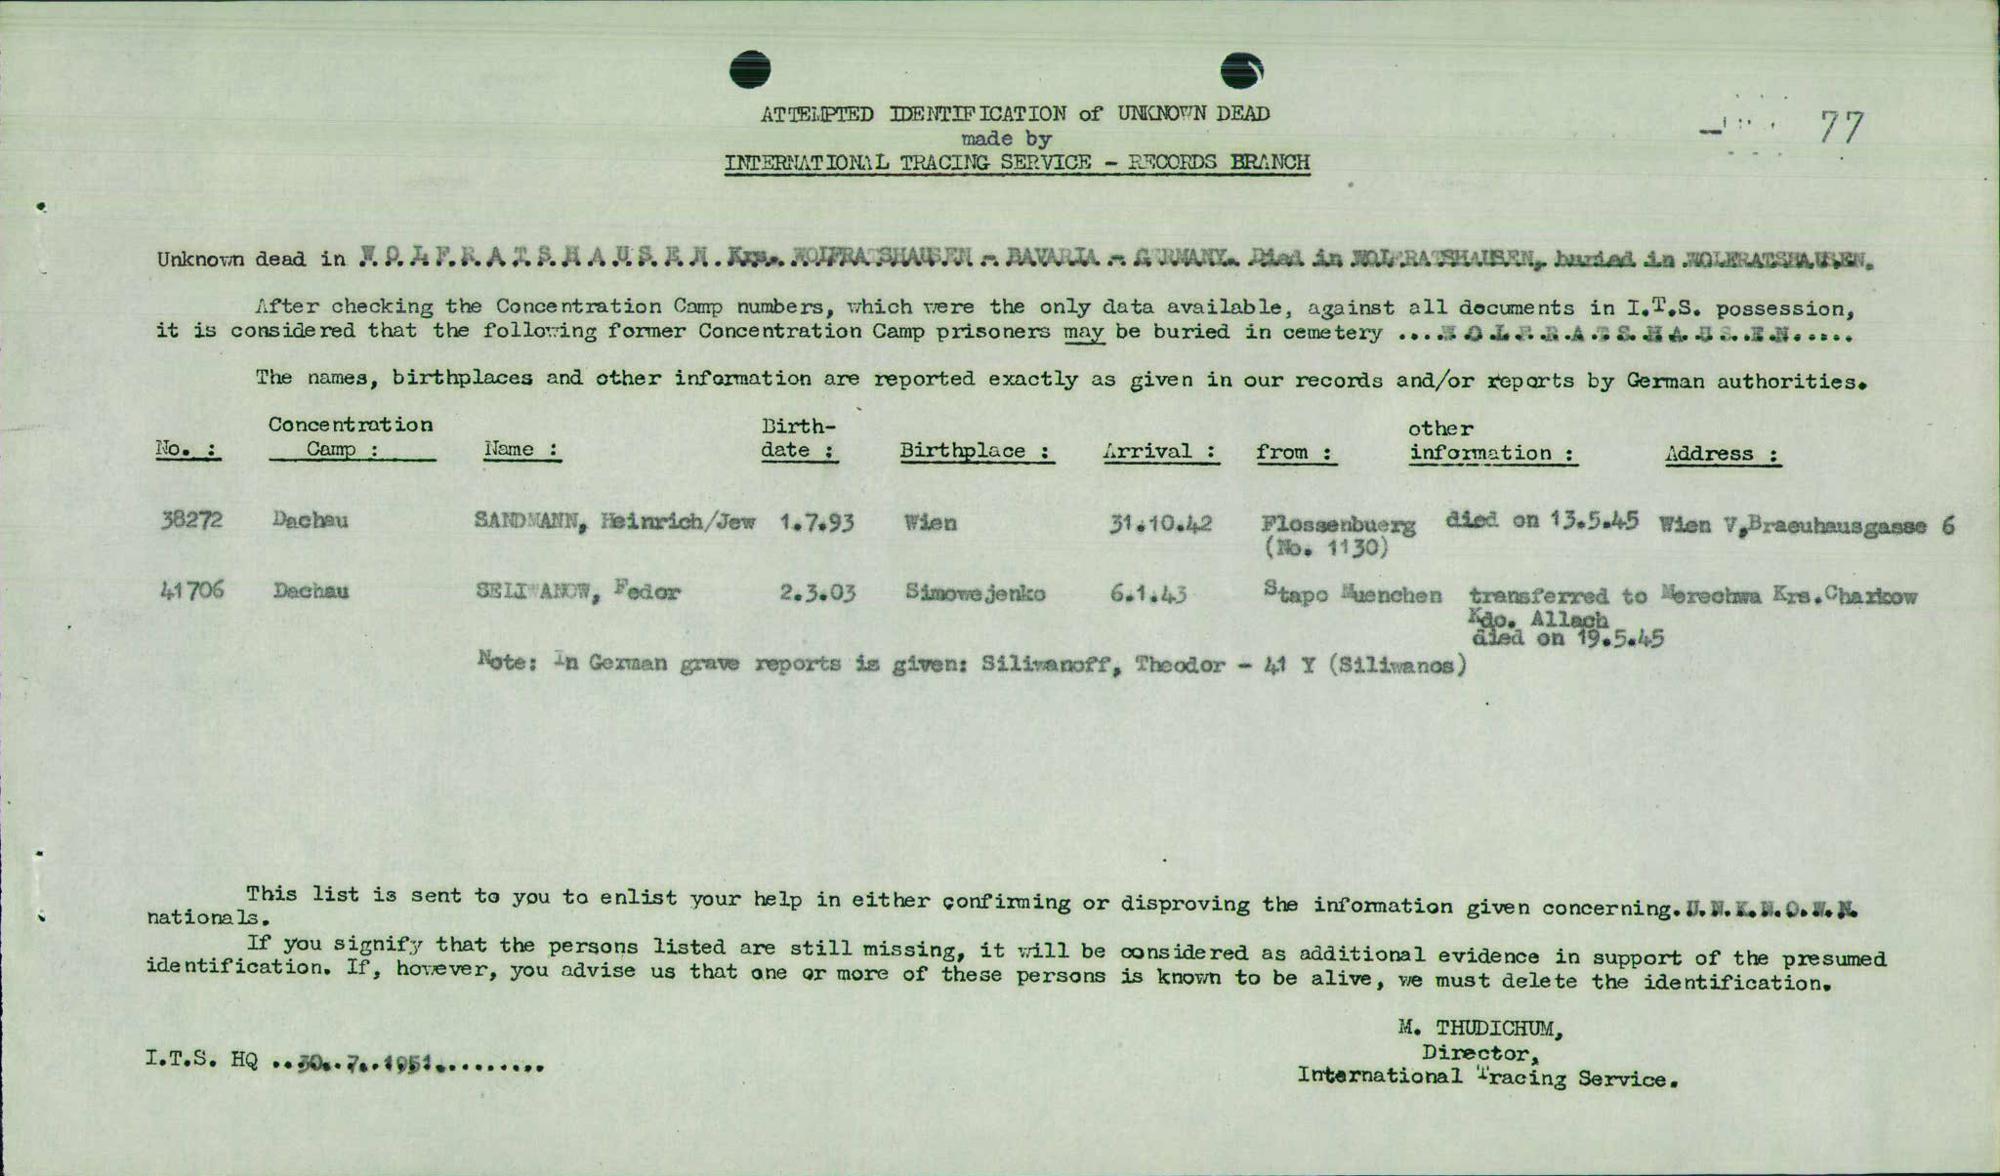 ATTEMPTED IDENTIFICATION of UNKNOWN DEAD
made by
INTERNATIONAL TRACING SERVICE - RECORDS BRANCH
77
Unknown dead in W.O.L.F.R.A.T.S.H.A.U.S.E.N. Krs. WOLFRATSHAUSEN - BAVARIA - GERMANY. Died in WOLFRATSHAUSEN, buried in WOLFRATSHAUSEN.
After checking the Concentration Camp numbers, which were the only data available, against all documents in I.T.S. possession,
it is considered that the following former Concentration Camp prisoners may be buried in cemetery ....W.O.L.F.R.A.T.S.H.A.U.S.E.N.....
The names, birthplaces and other information are reported exactly as given in our records and/or reports by German authorities.
No. : Concentration Camp : Name : Birth-date : Birthplace : Arrival : from : other information : Address :
38272 Dachau SANDMANN, Heinrich/Jew 1.7.93 Wien 31.10.42 Flossenbuerg died on 13.5.45 Wien V,Braeuhausgasse 6
(No. 1130)
41706 Dachau SELIWANOW, Fedor 2.3.03 Simowejenko 6.1.43 Stapo Muenchen transferred to Merechwa Krs.Charkow
Kdo. Allach
died on 19.5.45
Note: In German grave reports is given: Siliwanoff, Theodor - 41 Y (Siliwanos)
This list is sent to you to enlist your help in either confirming or disproving the information given concerning.U.N.K.N.O.W.N.
nationals.
If you signify that the persons listed are still missing, it will be considered as additional evidence in support of the presumed
identification. If, however, you advise us that one or more of these persons is known to be alive, we must delete the identification.
M. THUDICHUM,
Director,
International Tracing Service.
I.T.S. HQ ..30..7..1951..........